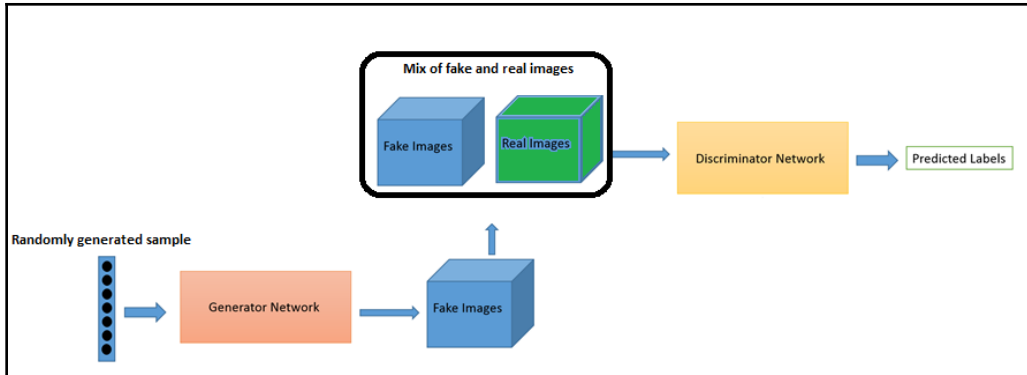 Mix of fake and real images
Fake Images
Real Images
Discriminator Network
Predicted Labels
Randomly generated sample
Generator Network
Fake Images